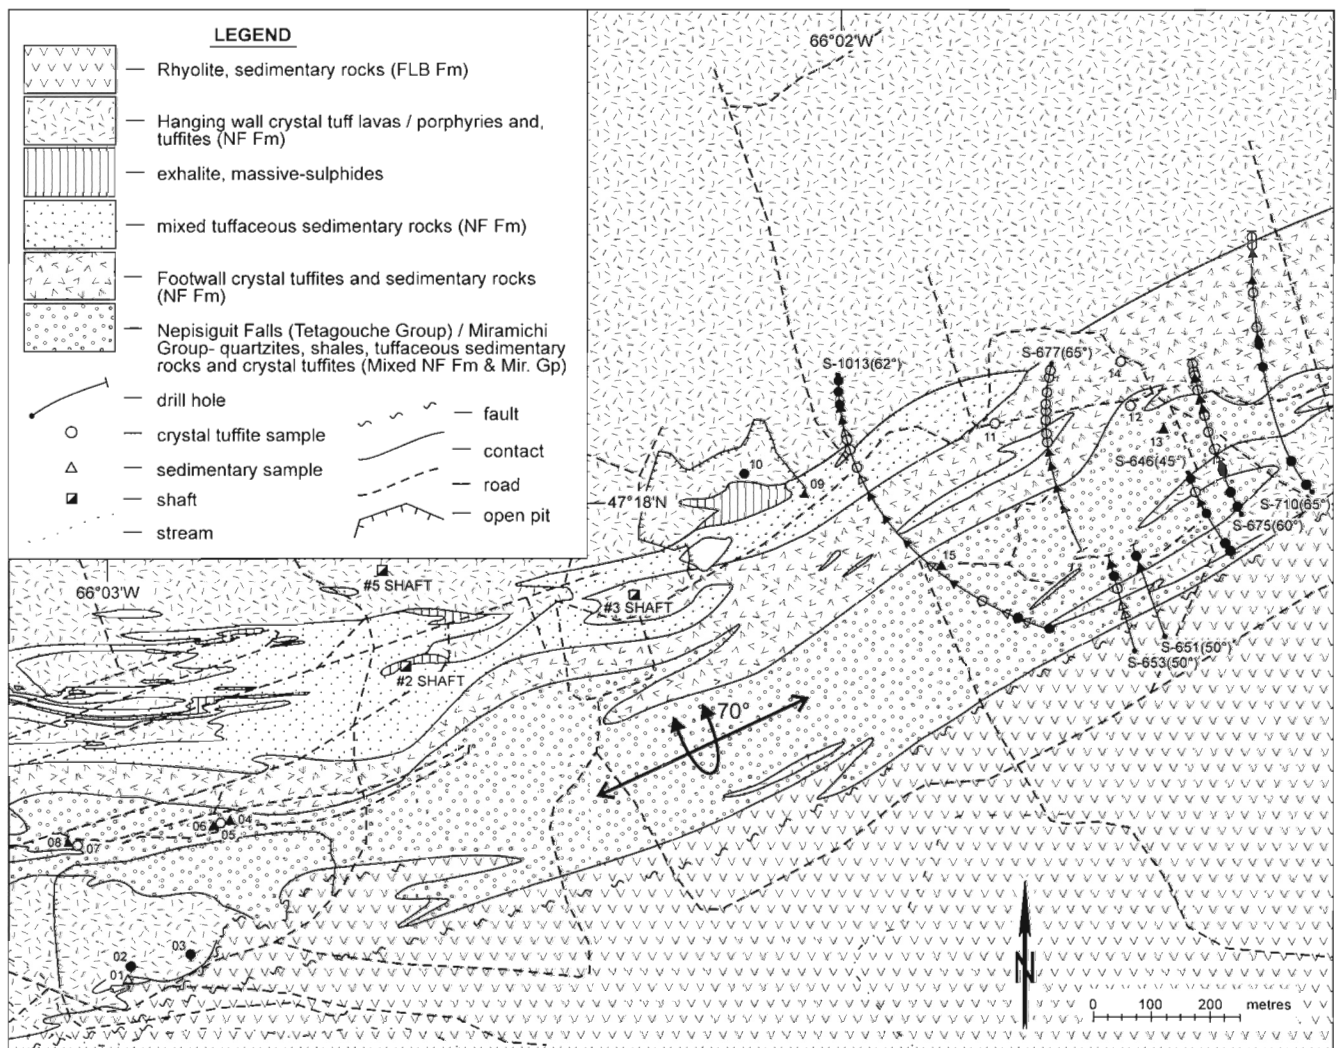 LEGEND
Rhyolite, sedimentary rocks (FLB Fm)
Hanging wall crystal tuff lavas / porphyries and,
tuffites (NF Fm)
exhalite, massive-sulphides
mixed tuffaceous sedimentary rocks (NF Fm)
Footwall crystal tuffites and sedimentary rocks
(NF Fm)
Nepisiguit Falls (Tetagouche Group) / Miramichi
Group- quartzites, shales, tuffaceous sedimentary
rocks and crystal tuffites (Mixed NF Fm & Mir. Gp)
drill hole
crystal tuffite sample
sedimentary sample
shaft
stream
fault
contact
road
open pit
66°02'W
S-1013(62°)
S-677(65°)
14
12
11
13
S-646(45°)
10
09
47°18'N
S-710(65°)
S-675(60°)
15
66°03'W
#5 SHAFT
#3 SHAFT
#2 SHAFT
S-651(50°)
S-653(50°)
70°
06
04
05
08
07
03
02
01
N
0 100 200 metres